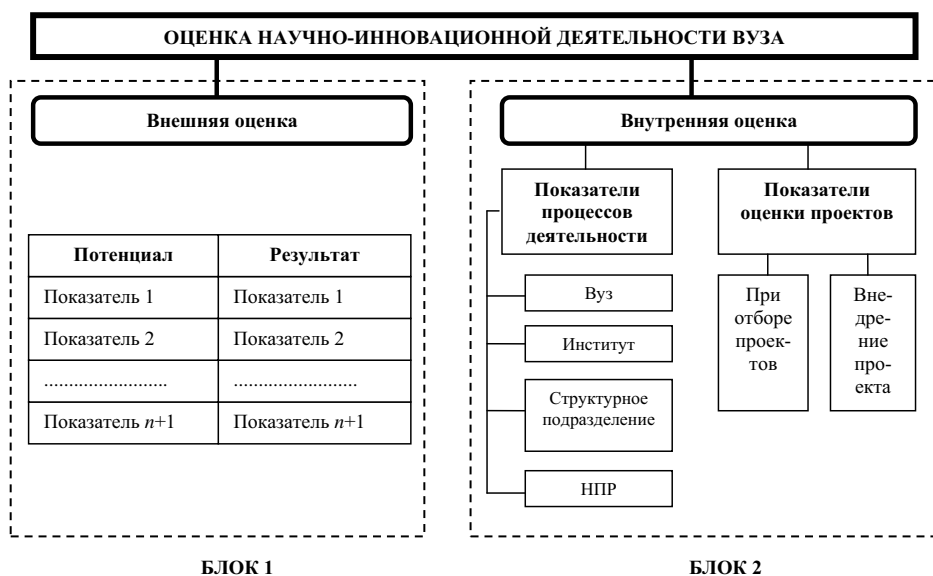 ОЦЕНКА НАУЧНО-ИННОВАЦИОННОЙ ДЕЯТЕЛЬНОСТИ ВУЗА
Внешняя оценка
Потенциал Результат
Показатель 1 Показатель 1
Показатель 2 Показатель 2
......................... .........................
Показатель n+1 Показатель n+1
БЛОК 1
Внутренняя оценка
Показатели
процессов
деятельности
Вуз
Институт
Структурное
подразделение
НПР
Показатели
оценки проектов
При
отборе
проек-
тов
Вне-
дре-
ние
про-
екта
БЛОК 2